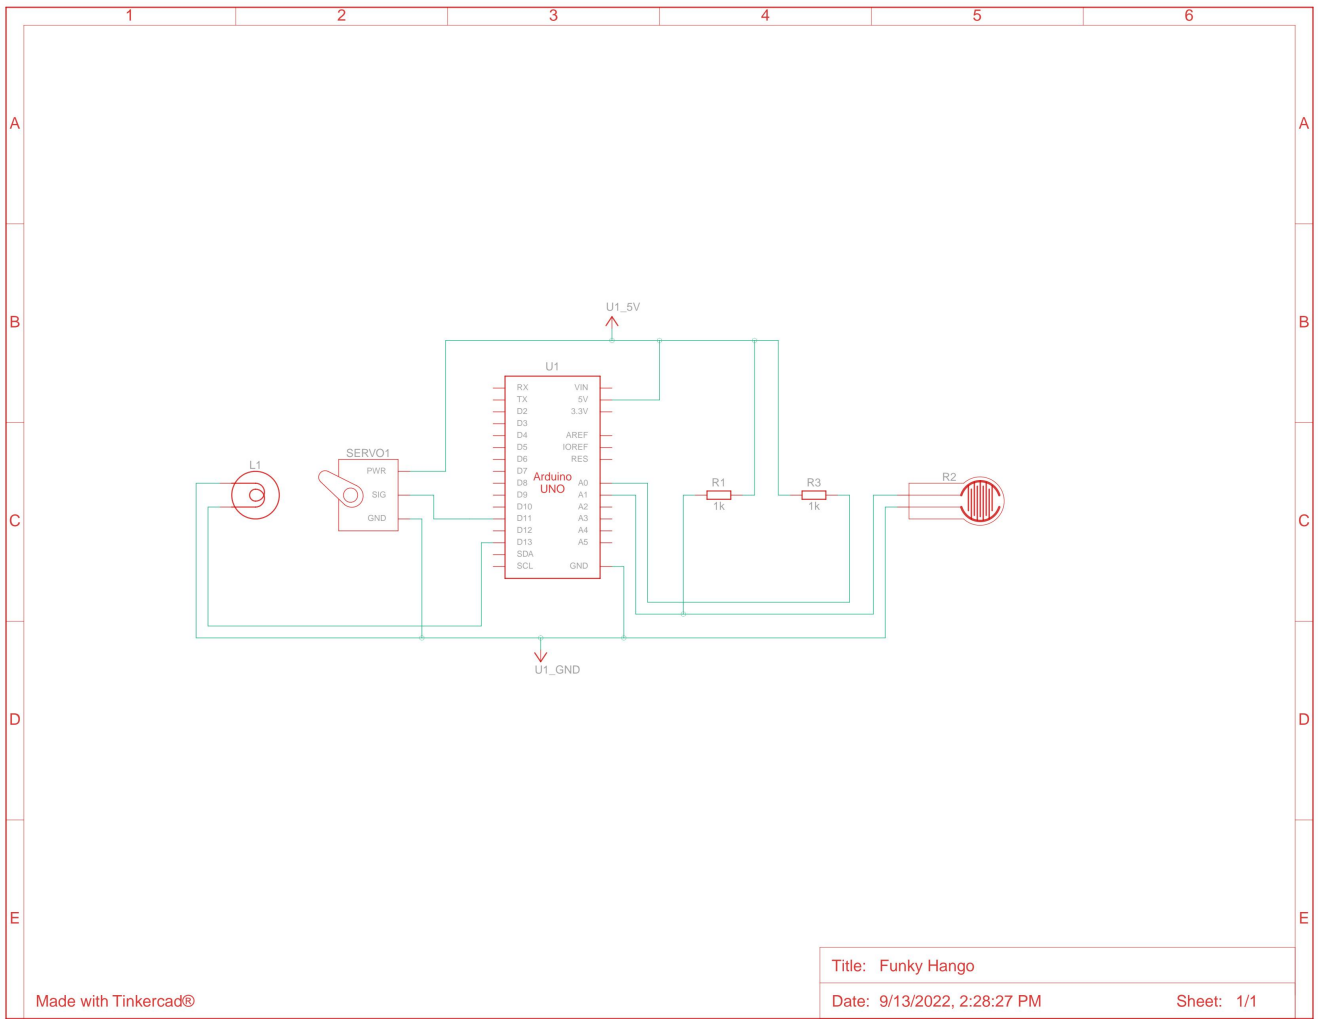 1 2 3 4 5 6
A A
B B
C C
D D
E E
U1_5V
U1
RX VIN
TX 5V
D2 3.3V
D3
D4 AREF
D5 IOREF
D6 RES
D7
D8 A0
D9 A1
D10 A2
D11 A3
D12 A4
D13 A5
SDA
SCL GND
Arduino
UNO
L1
SERVO1
PWR
SIG
GND
R1
1k
R3
1k
R2
U1_GND
Title: Funky Hango
Date: 9/13/2022, 2:28:27 PM Sheet: 1/1
Made with Tinkercad®